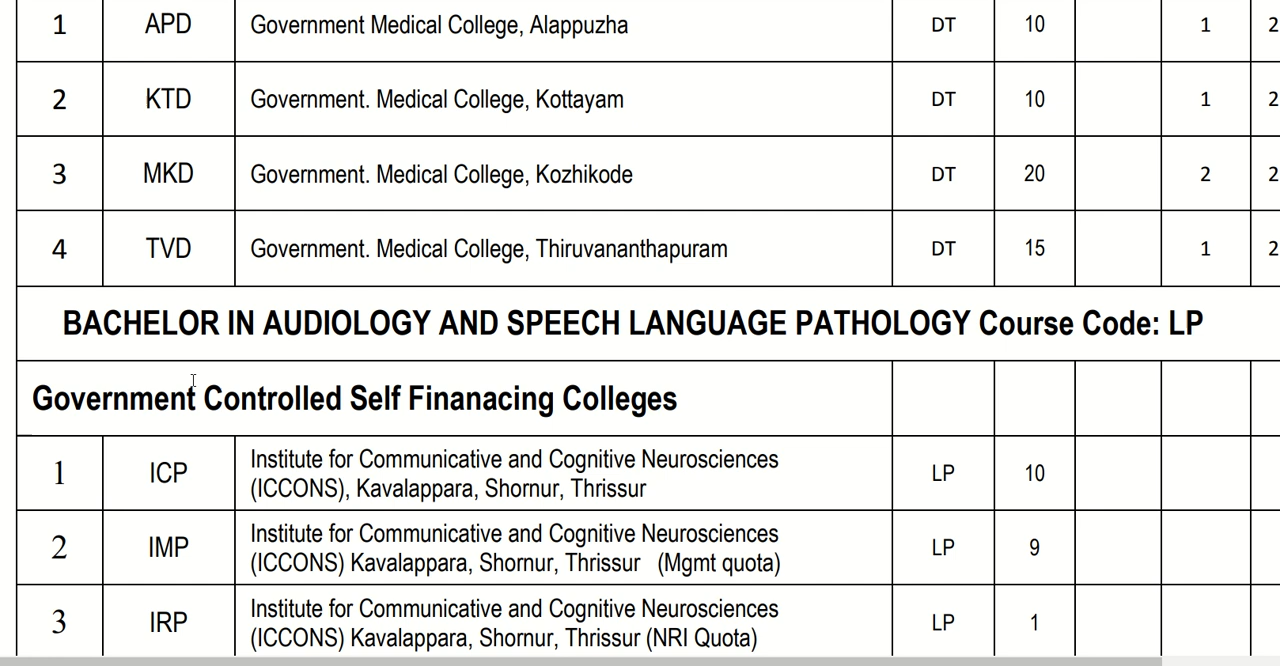 1 APD Government Medical College, Alappuzha DT 10 1 2
2 KTD Government. Medical College, Kottayam DT 10 1 2
3 MKD Government. Medical College, Kozhikode DT 20 2 2
4 TVD Government. Medical College, Thiruvananthapuram DT 15 1 2
BACHELOR IN AUDIOLOGY AND SPEECH LANGUAGE PATHOLOGY Course Code: LP
Government Controlled Self Finanacing Colleges
1 ICP Institute for Communicative and Cognitive Neurosciences
(ICCONS), Kavalappara, Shornur, Thrissur LP 10
2 IMP Institute for Communicative and Cognitive Neurosciences
(ICCONS) Kavalappara, Shornur, Thrissur (Mgmt quota) LP 9
3 IRP Institute for Communicative and Cognitive Neurosciences
(ICCONS) Kavalappara, Shornur, Thrissur (NRI Quota) LP 1